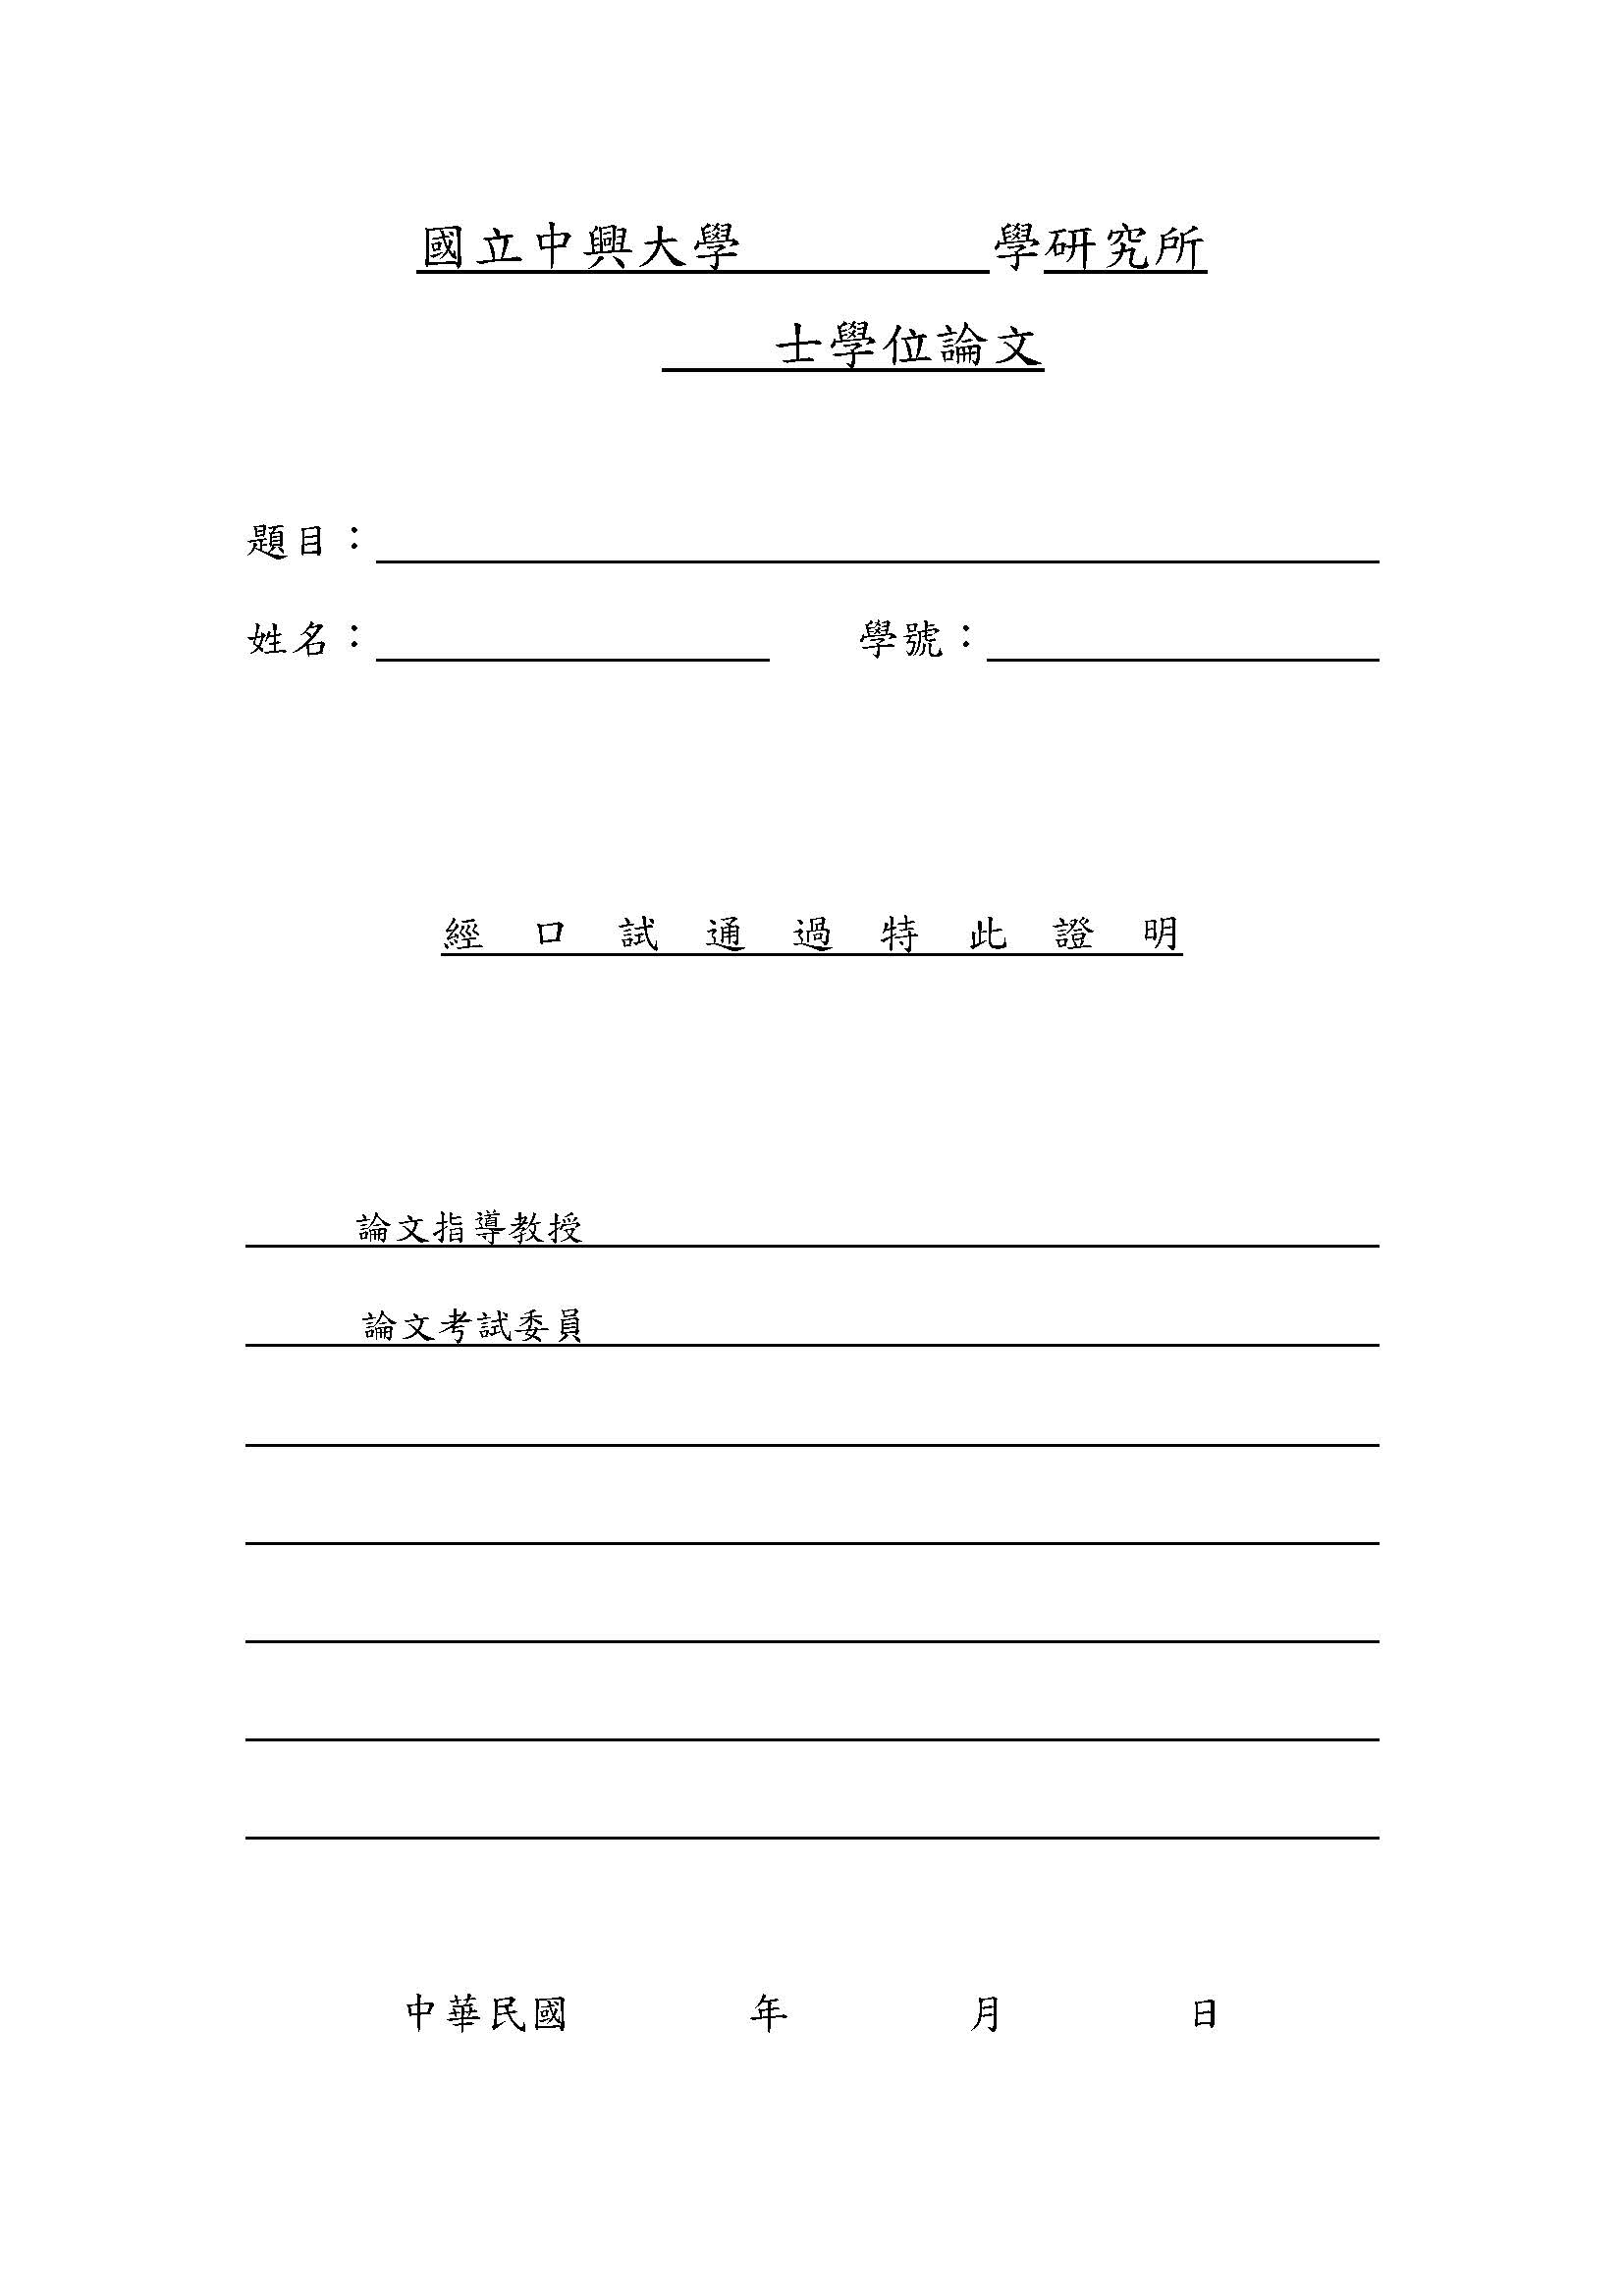 國立中興大學 學研究所
士學位論文
題目：
姓名： 學號：
經口試通過特此證明
論文指導教授
論文考試委員
中華民國 年 月 日